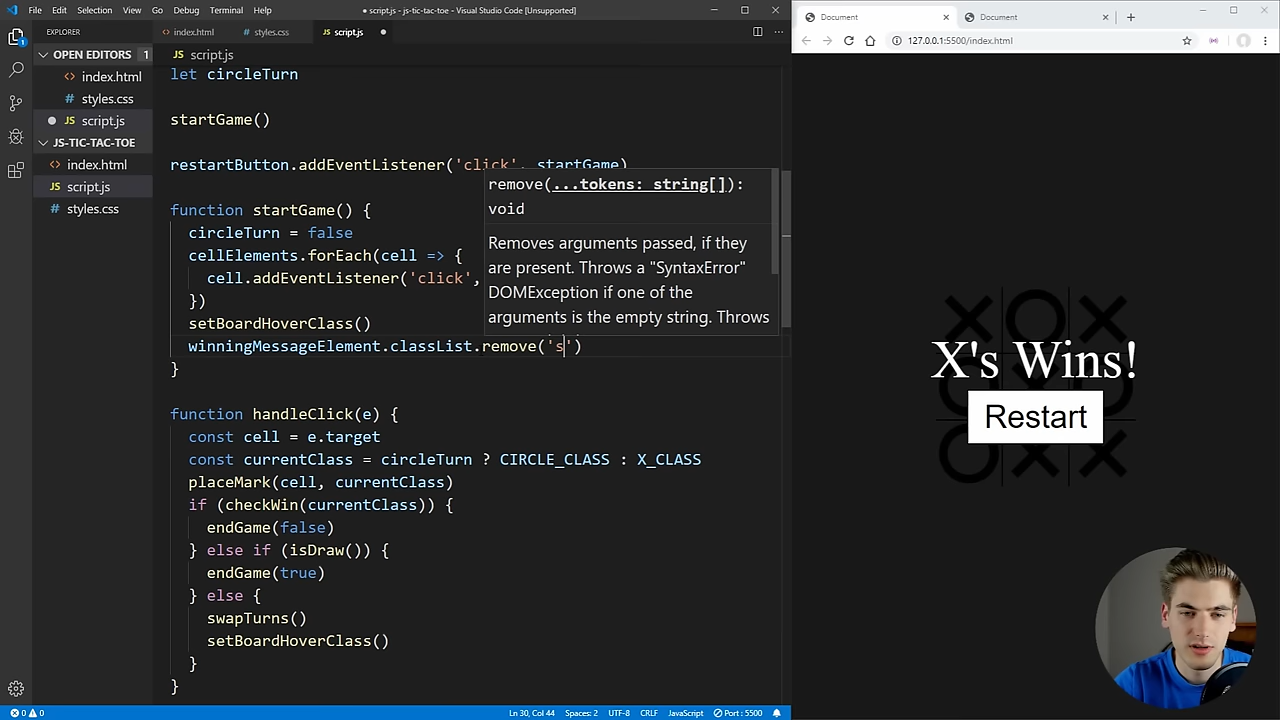 File Edit Selection View Go Debug Terminal Help
● script.js - js-tic-tac-toe - Visual Studio Code [Unsupported]
EXPLORER
OPEN EDITORS 1
<> index.html
# styles.css
● JS script.js
JS-TIC-TAC-TOE
<> index.html
JS script.js
# styles.css
1
<> index.html # styles.css JS script.js ●
JS script.js
let circleTurn
startGame()
restartButton.addEventListener('click', startGame)
function startGame() {
circleTurn = false
cellElements.forEach(cell => {
cell.addEventListener('click',
})
setBoardHoverClass()
winningMessageElement.classList.remove('s')
}
remove(...tokens: string[]):
void
Removes arguments passed, if they
are present. Throws a "SyntaxError"
DOMException if one of the
arguments is the empty string. Throws
function handleClick(e) {
const cell = e.target
const currentClass = circleTurn ? CIRCLE_CLASS : X_CLASS
placeMark(cell, currentClass)
if (checkWin(currentClass)) {
endGame(false)
} else if (isDraw()) {
endGame(true)
} else {
swapTurns()
setBoardHoverClass()
}
}
0 0
Ln 30, Col 44 Spaces: 2 UTF-8 CRLF JavaScript Port : 5500
Document Document
127.0.0.1:5500/index.html
X's Wins!
Restart